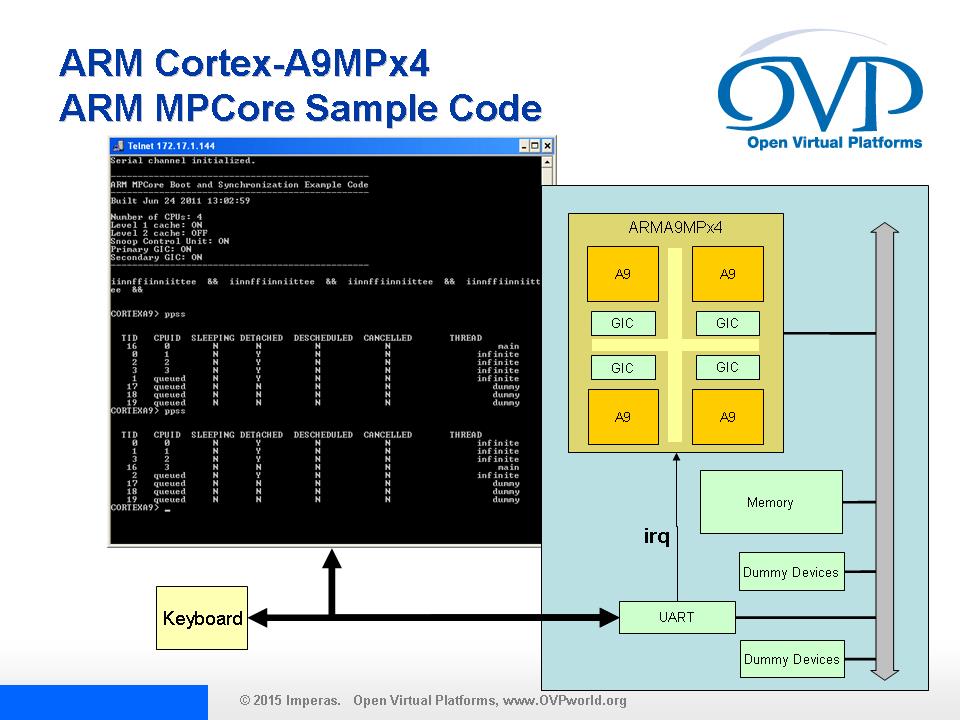 ARM Cortex-A9MPx4
ARM MPCore Sample Code
OVP
Open Virtual Platforms
Telnet 172.17.1.144
Serial channel initialized.
ARM MPCore Boot and Synchronization Example Code
Built Jun 24 2011 13:02:59
Number of CPUs: 4
Level 1 cache: ON
Level 2 cache: OFF
Snoop Control Unit: ON
Primary GIC: ON
Secondary GIC: ON
iinnffiinniittee && iinnffiinniittee && iinnffiinniittee && iinnffiinniitt
ee &&
CORTEXA9> ppss
TID CPUID SLEEPING DETACHED DESCHEDULED CANCELLED THREAD
16 0 N N N N main
0 1 N Y N N infinite
2 2 N Y N N infinite
3 3 N Y N N infinite
1 queued N Y N N infinite
17 queued N N N N dummy
18 queued N N N N dummy
19 queued N N N N dummy
CORTEXA9> ppss
TID CPUID SLEEPING DETACHED DESCHEDULED CANCELLED THREAD
0 0 N Y N N infinite
1 1 N Y N N infinite
3 2 N Y N N infinite
16 3 N N N N main
2 queued N Y N N infinite
17 queued N N N N dummy
18 queued N N N N dummy
19 queued N N N N dummy
CORTEXA9> _
ARMA9MPx4
A9
A9
GIC
GIC
GIC
GIC
A9
A9
Memory
irq
Dummy Devices
Keyboard
UART
Dummy Devices
© 2015 Imperas. Open Virtual Platforms, www.OVPworld.org